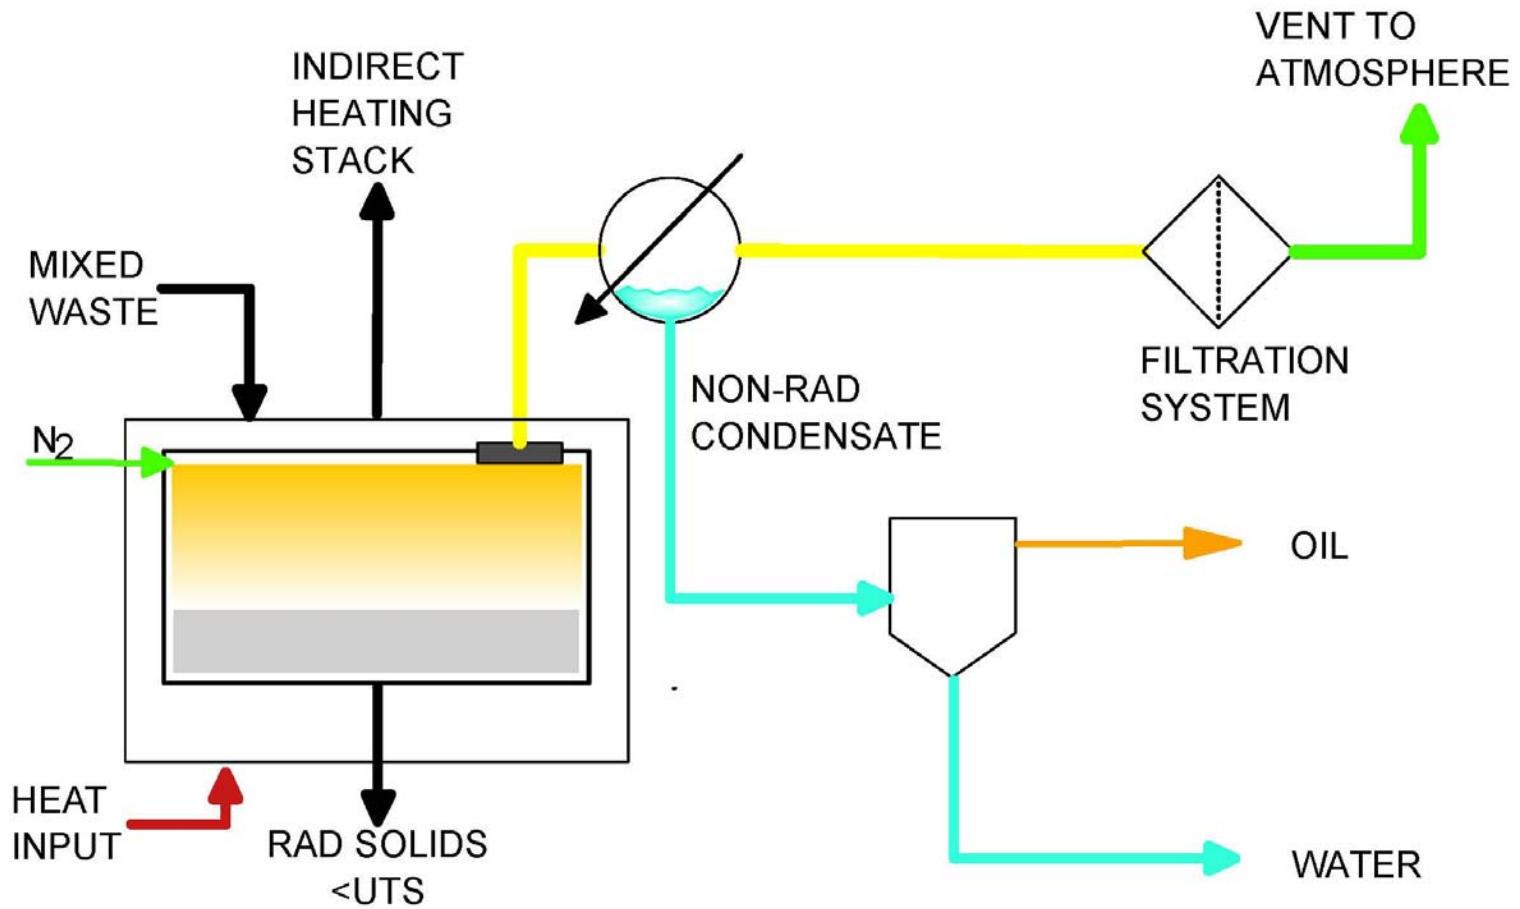 VENT TO
ATMOSPHERE
INDIRECT
HEATING
STACK
MIXED
WASTE
N2
NON-RAD
CONDENSATE
FILTRATION
SYSTEM
OIL
HEAT
INPUT
RAD SOLIDS
<UTS
WATER